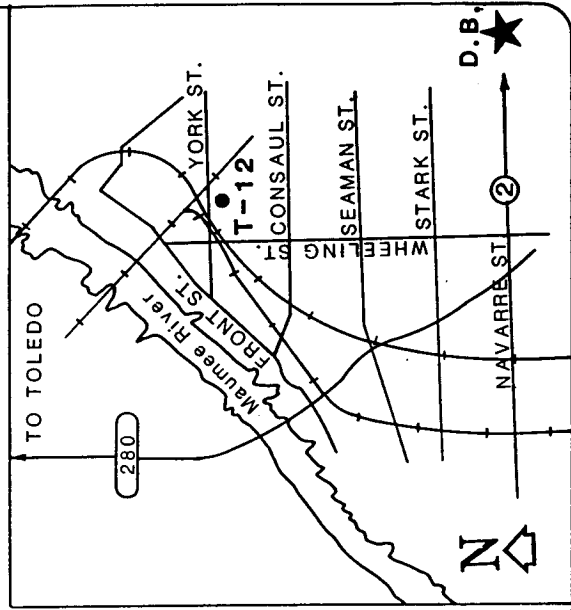 TO TOLEDO
280
D.B.
YORK ST.
T-12
CONSAUL ST.
FRONT ST.
Maumee River
SEAMAN ST.
WHEELING ST.
STARK ST.
2
NAVARRE ST.
N